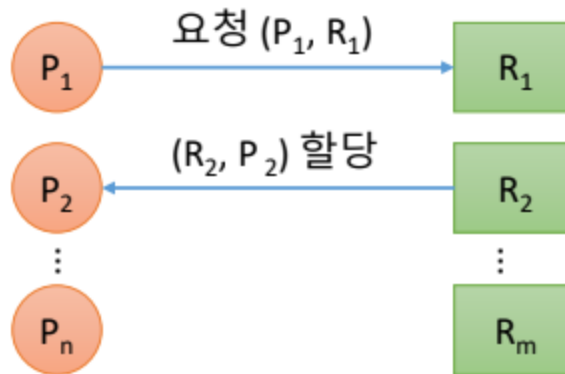 요청 (P₁, R₁)
P₁ R₁
(R₂, P₂) 할당
P₂ R₂
⋮ ⋮
Pₙ Rₘ